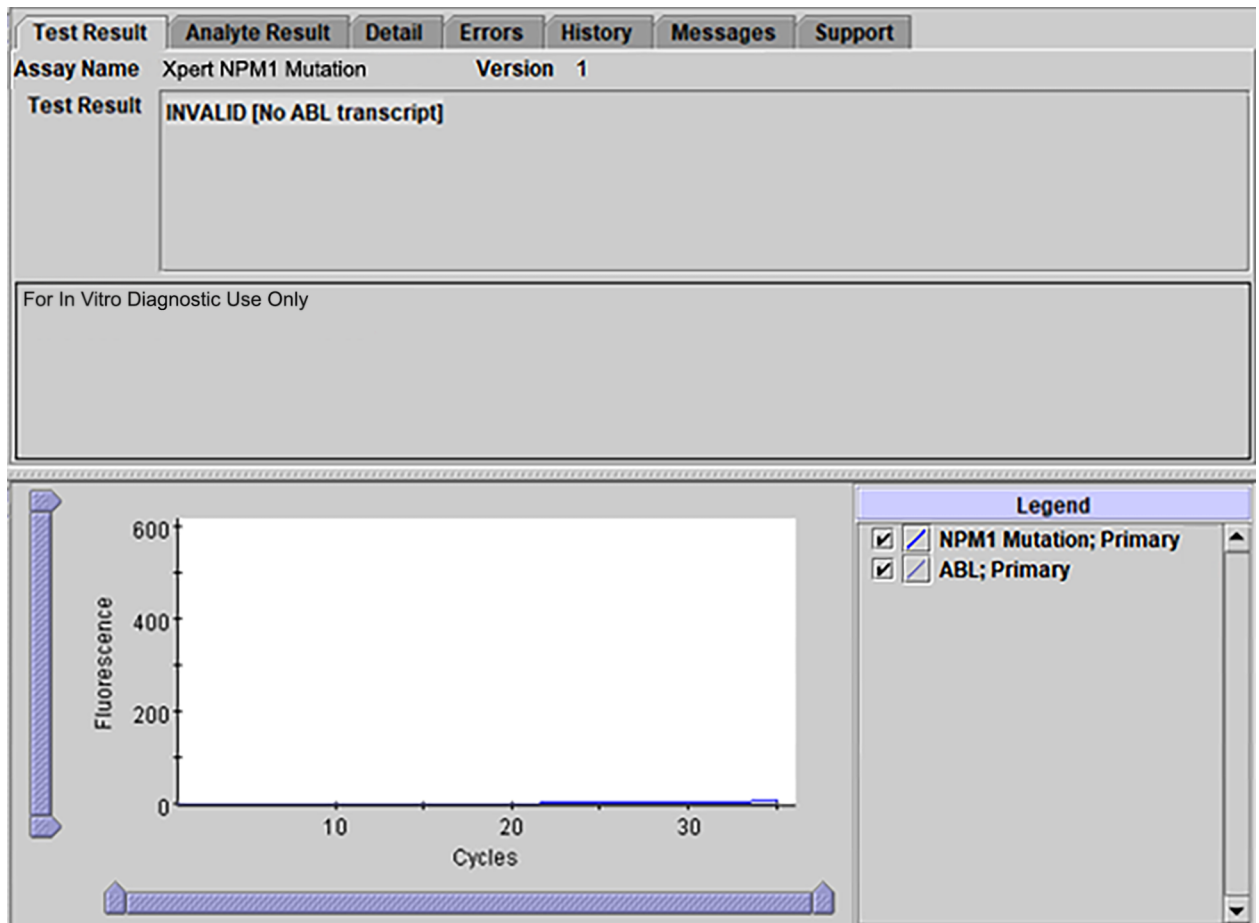 Test Result Analyte Result Detail Errors History Messages Support
Assay Name Xpert NPM1 Mutation Version 1
Test Result INVALID [No ABL transcript]
For In Vitro Diagnostic Use Only
600
400
200
0
Fluorescence
10 20 30
Cycles
Legend
NPM1 Mutation; Primary
ABL; Primary